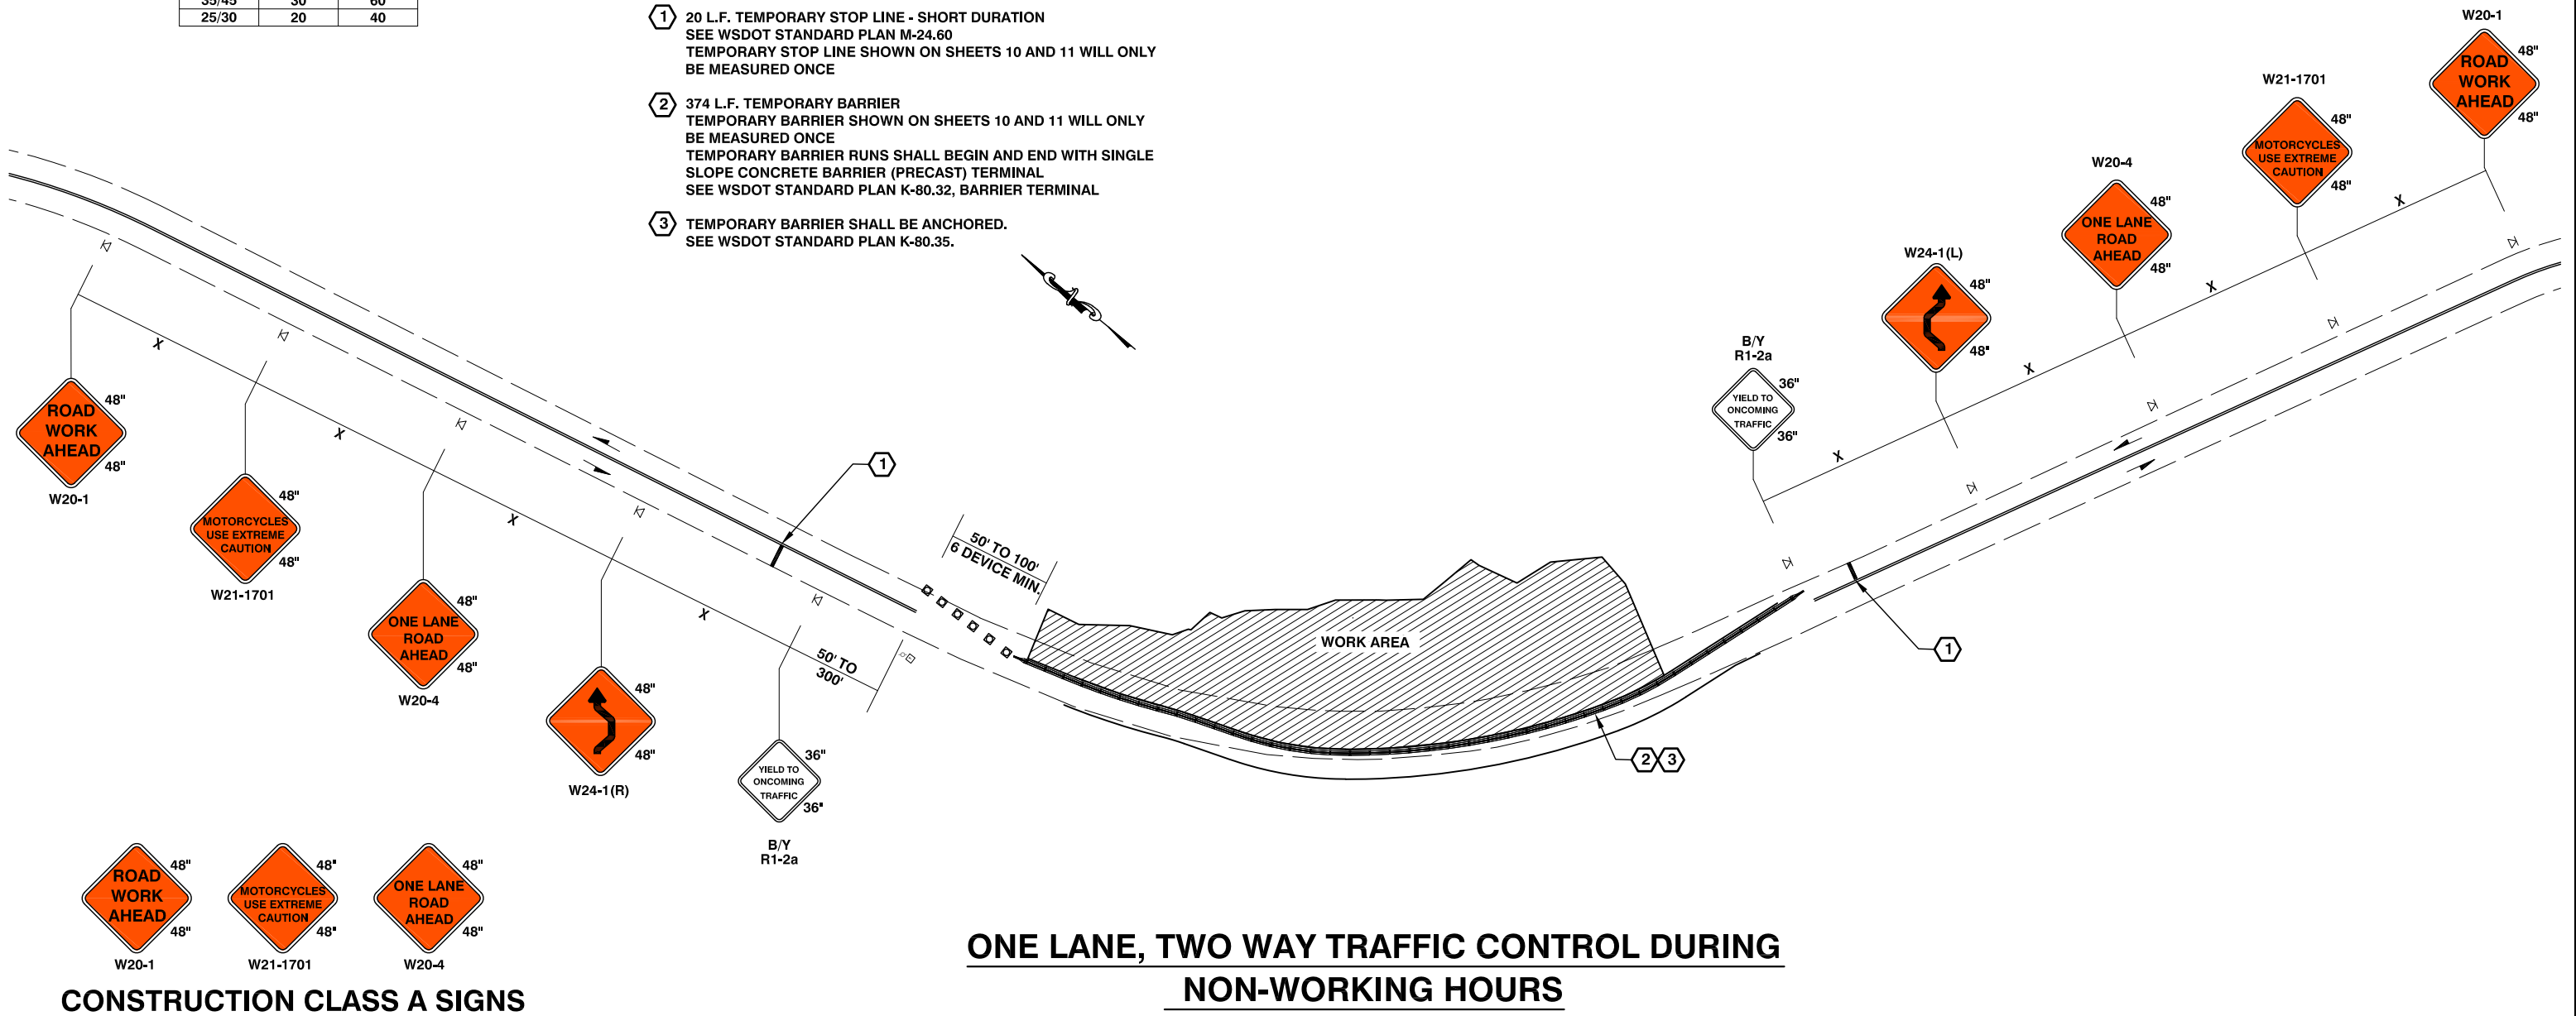 35/45 30 60
25/30 20 40
1 20 L.F. TEMPORARY STOP LINE - SHORT DURATION
SEE WSDOT STANDARD PLAN M-24.60
TEMPORARY STOP LINE SHOWN ON SHEETS 10 AND 11 WILL ONLY
BE MEASURED ONCE
2 374 L.F. TEMPORARY BARRIER
TEMPORARY BARRIER SHOWN ON SHEETS 10 AND 11 WILL ONLY
BE MEASURED ONCE
TEMPORARY BARRIER RUNS SHALL BEGIN AND END WITH SINGLE
SLOPE CONCRETE BARRIER (PRECAST) TERMINAL
SEE WSDOT STANDARD PLAN K-80.32, BARRIER TERMINAL
3 TEMPORARY BARRIER SHALL BE ANCHORED.
SEE WSDOT STANDARD PLAN K-80.35.
W20-1
48"
ROAD
WORK
AHEAD
48"
W21-1701
48"
MOTORCYCLES
USE EXTREME
CAUTION
48"
W20-4
48"
ONE LANE
ROAD
AHEAD
48"
W24-1(L)
48"
48"
B/Y
R1-2a
36"
YIELD TO
ONCOMING
TRAFFIC
36"
X
X
X
X
X
X
X
X
48"
ROAD
WORK
AHEAD
48"
W20-1
48"
MOTORCYCLES
USE EXTREME
CAUTION
48"
W21-1701
48"
ONE LANE
ROAD
AHEAD
48"
W20-4
48"
48"
W24-1(R)
36"
YIELD TO
ONCOMING
TRAFFIC
36"
B/Y
R1-2a
50' TO
300'
1
50' TO 100'
6 DEVICE MIN.
WORK AREA
1
2 3
48"
ROAD
WORK
AHEAD
48"
W20-1
48"
MOTORCYCLES
USE EXTREME
CAUTION
48"
W21-1701
48"
ONE LANE
ROAD
AHEAD
48"
W20-4
CONSTRUCTION CLASS A SIGNS
ONE LANE, TWO WAY TRAFFIC CONTROL DURING
NON-WORKING HOURS